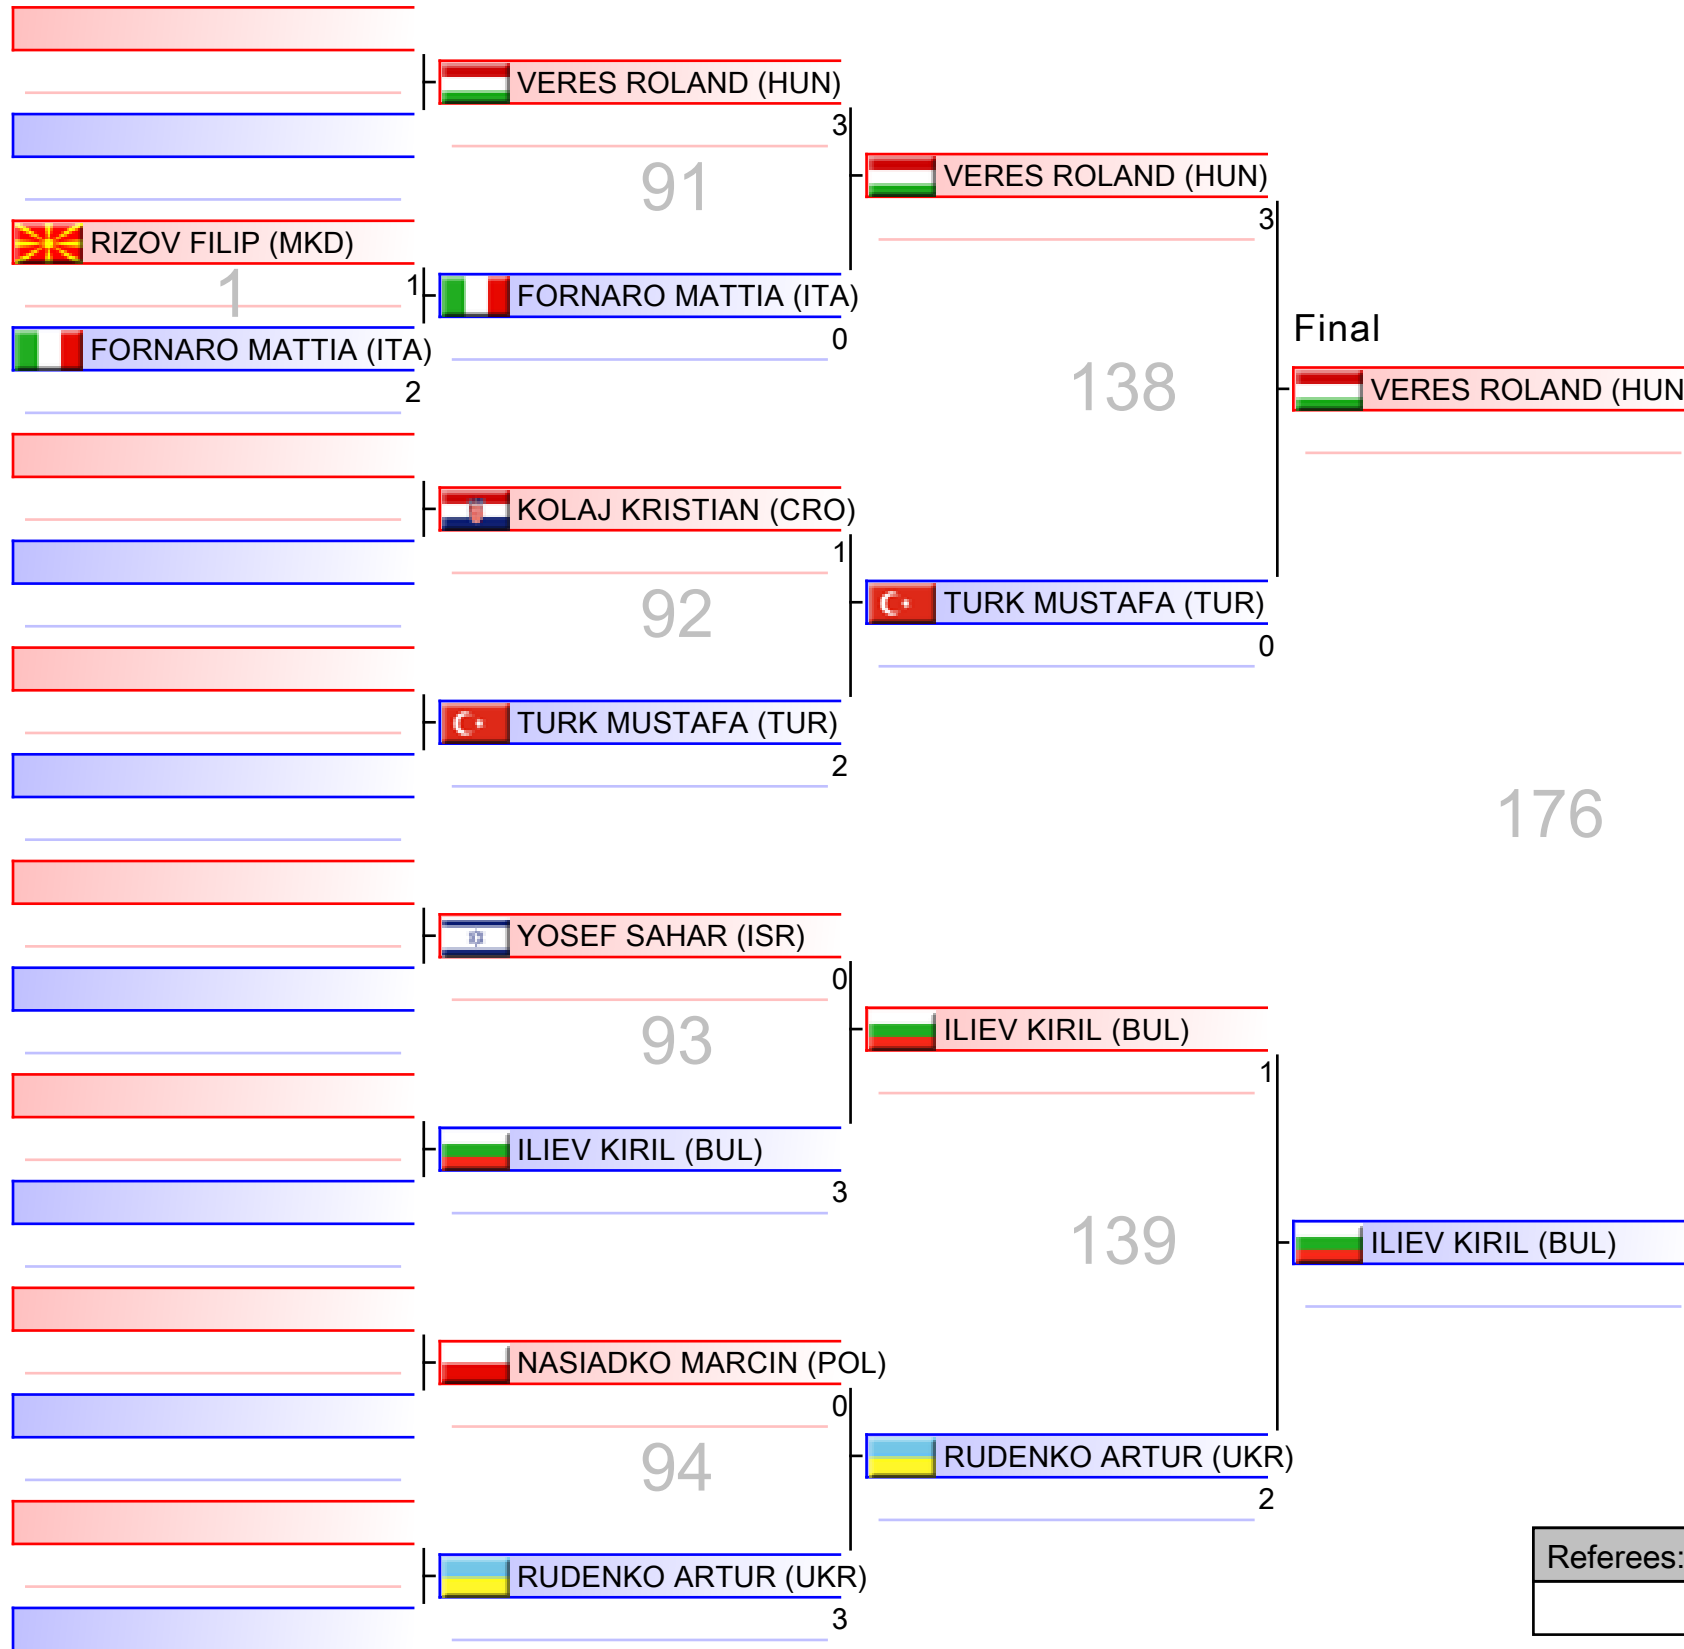 VERES ROLAND (HUN)
3
91
VERES ROLAND (HUN)
3
RIZOV FILIP (MKD)
1
1
FORNARO MATTIA (ITA)
0
FORNARO MATTIA (ITA)
2
Final
138
VERES ROLAND (HUN
KOLAJ KRISTIAN (CRO)
1
92
TURK MUSTAFA (TUR)
0
TURK MUSTAFA (TUR)
2
176
YOSEF SAHAR (ISR)
0
93
ILIEV KIRIL (BUL)
1
ILIEV KIRIL (BUL)
3
139
ILIEV KIRIL (BUL)
NASIADKO MARCIN (POL)
0
94
RUDENKO ARTUR (UKR)
2
RUDENKO ARTUR (UKR)
3
Referees: